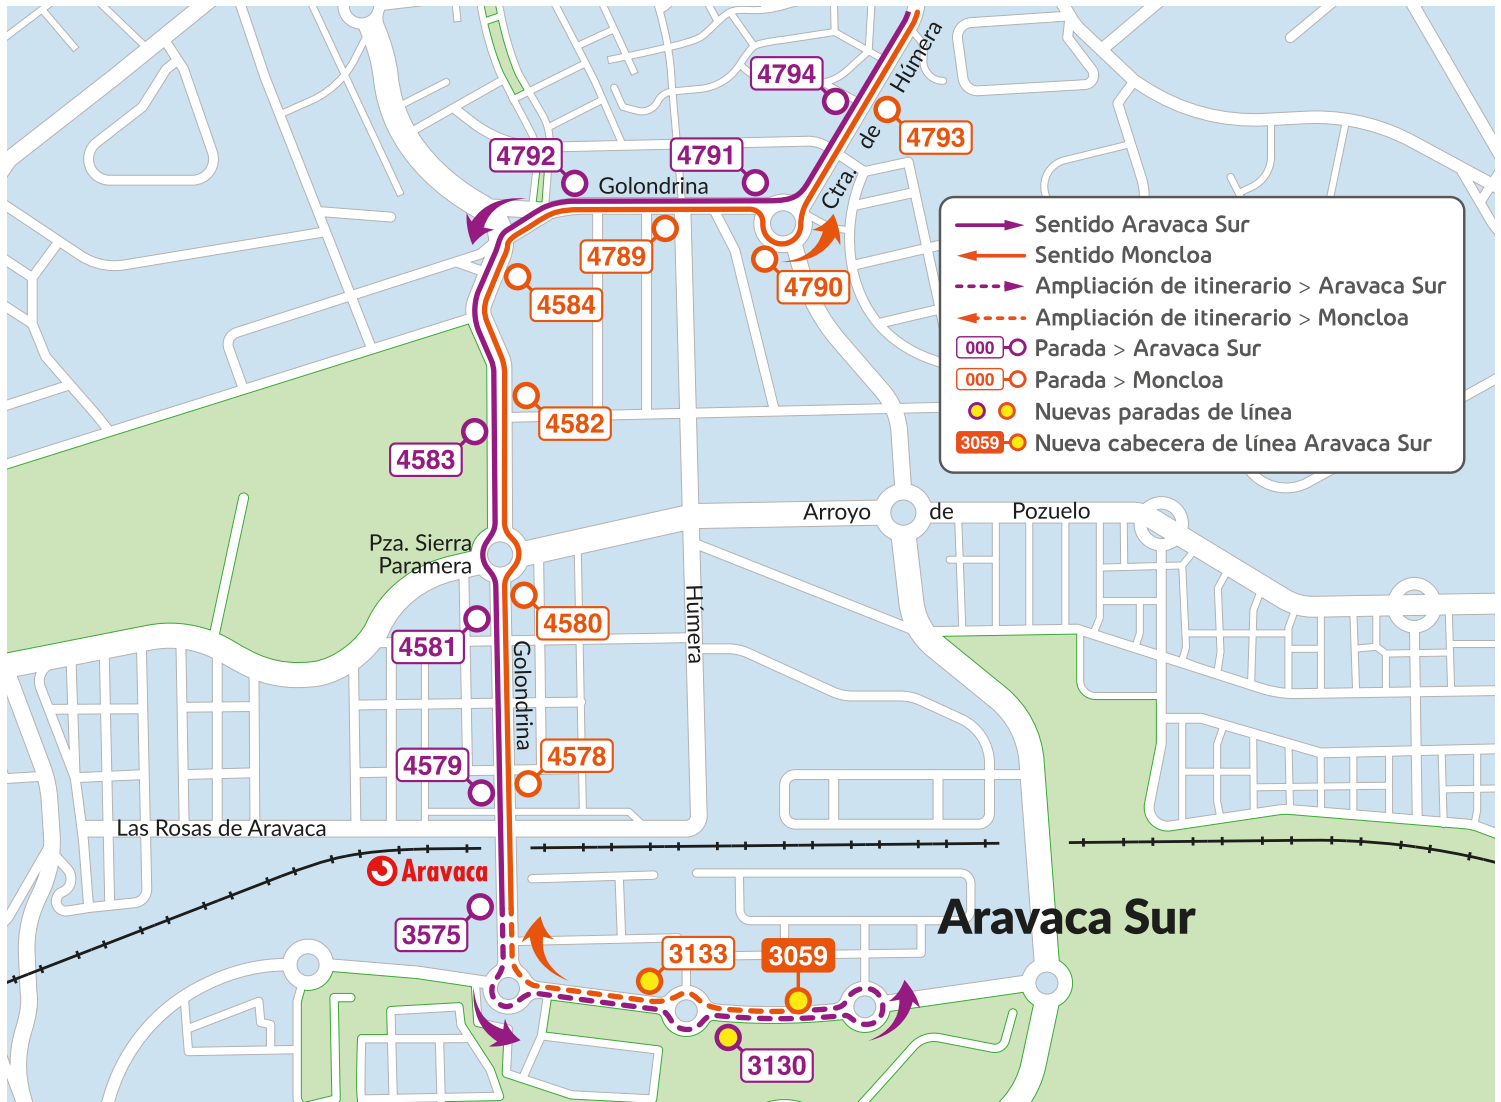 4794
Ctra. de Húmera
4793
4792
4791
Golondrina
4789
4790
4584
Sentido Aravaca Sur
Sentido Moncloa
Ampliación de itinerario > Aravaca Sur
Ampliación de itinerario > Moncloa
000 Parada > Aravaca Sur
000 Parada > Moncloa
Nuevas paradas de línea
3059 Nueva cabecera de línea Aravaca Sur
4582
4583
Arroyo de Pozuelo
Pza. Sierra
Paramera
4580
4581
Húmera
Golondrina
4578
4579
Las Rosas de Aravaca
Aravaca
3575
Aravaca Sur
3133
3059
3130